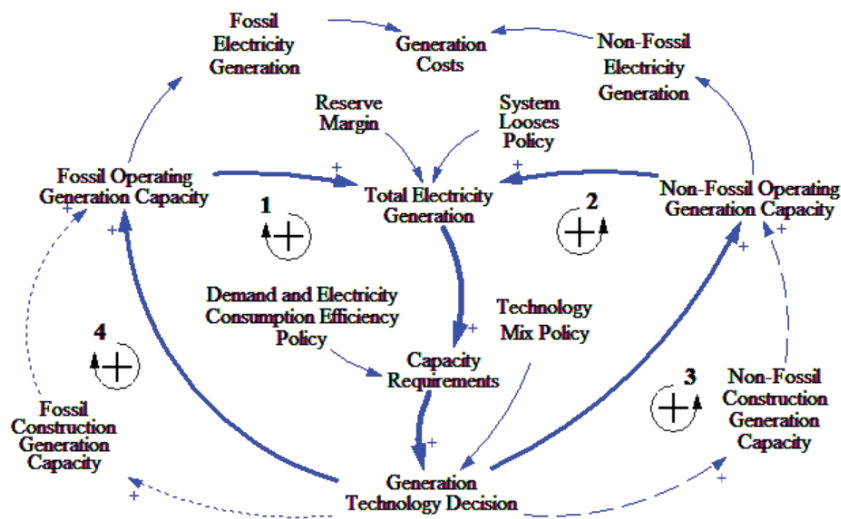 Fossil
Electricity
Generation
Generation
Costs
Non-Fossil
Electricity
Generation
Reserve
Margin
System
Looses
Policy
+
+
Fossil Operating
Generation Capacity
+
+
Total Electricity
Generation
Non-Fossil Operating
Generation Capacity
+
+
1
+
2
+
Demand and Electricity
Consumption Efficiency
Policy
Technology
Mix Policy
+
4
+
Capacity
Requirements
3
+
Non-Fossil
Construction
Generation
Capacity
Fossil
Construction
Generation
Capacity
+
+
+
Generation
Technology Decision